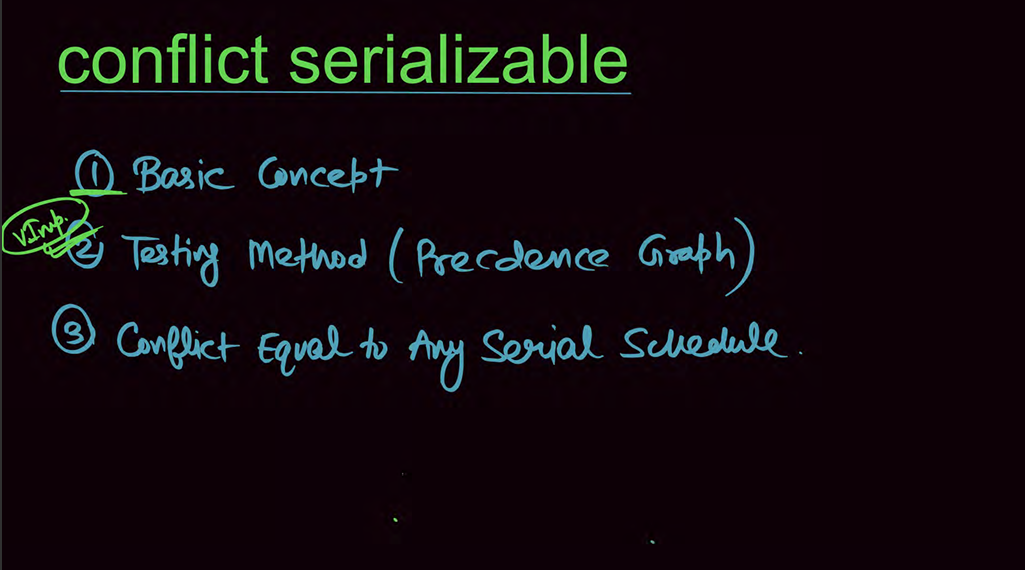 conflict serializable
① Basic Concept
V.Imp.
② Testing Method (Precdence Graph)
③ Conflict Equal to Any Serial Schedule.